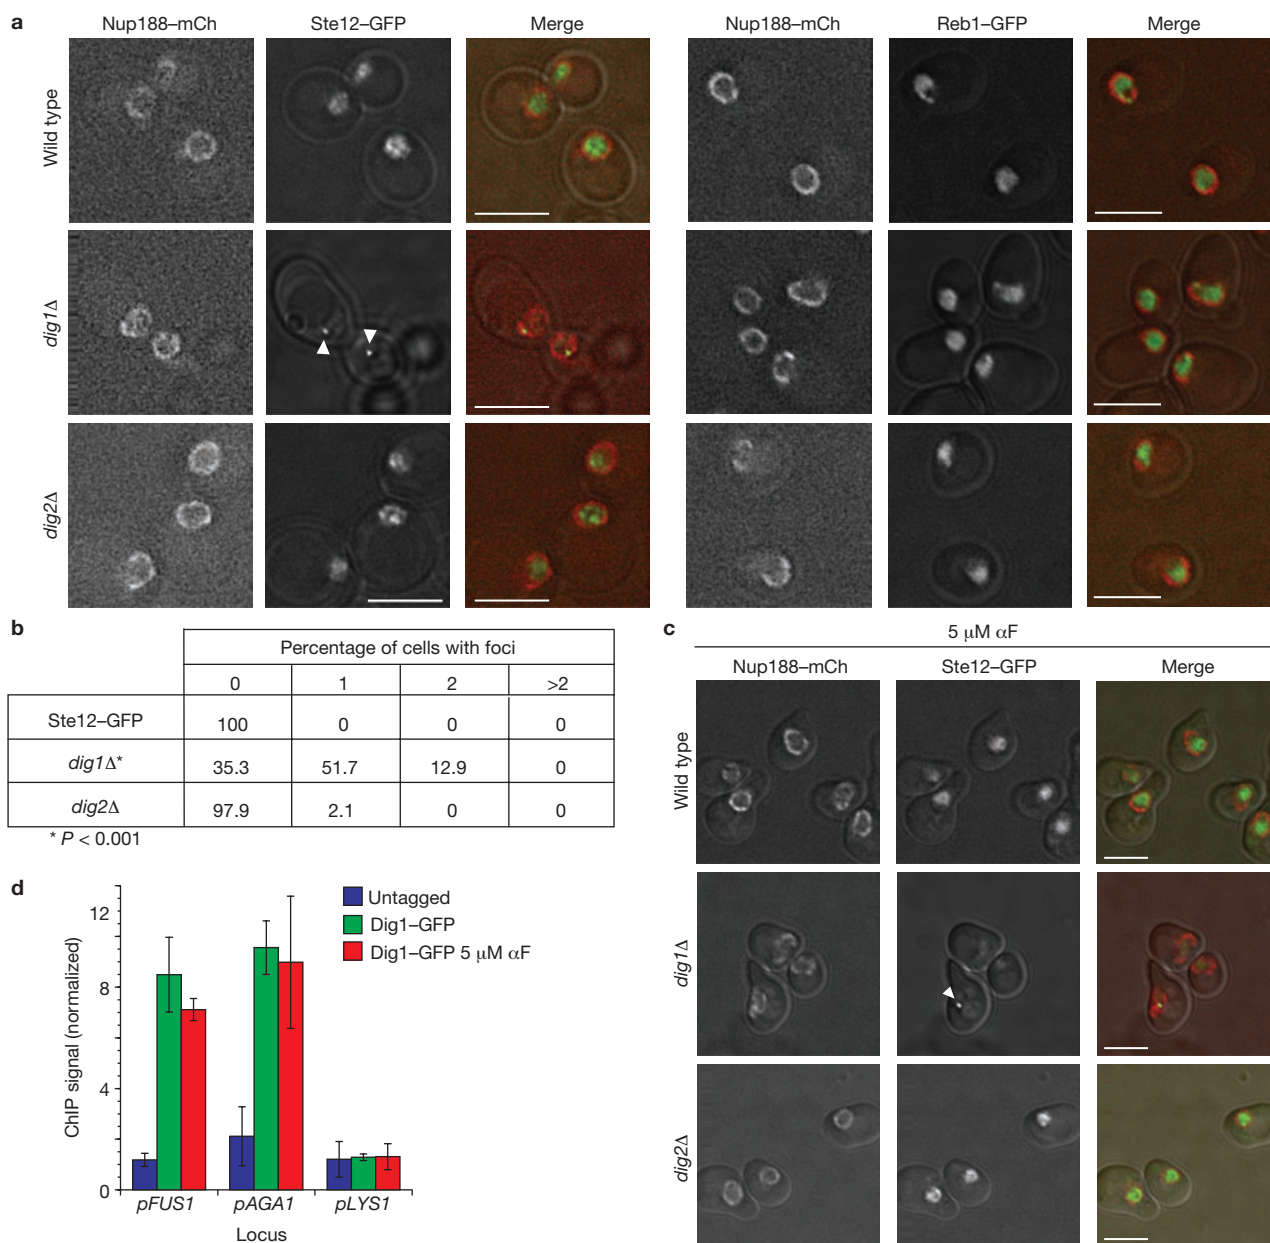 a
Nup188–mCh Ste12–GFP Merge Nup188–mCh Reb1–GFP Merge
Wild type
dig1Δ
dig2Δ
b
Percentage of cells with foci
0 1 2 >2
Ste12–GFP 100 0 0 0
dig1Δ* 35.3 51.7 12.9 0
dig2Δ 97.9 2.1 0 0
* P < 0.001
c
5 μM αF
Nup188–mCh Ste12–GFP Merge
Wild type
dig1Δ
dig2Δ
d
ChIP signal (normalized)
12
8
4
0
Untagged
Dig1–GFP
Dig1–GFP 5 μM αF
pFUS1 pAGA1 pLYS1
Locus